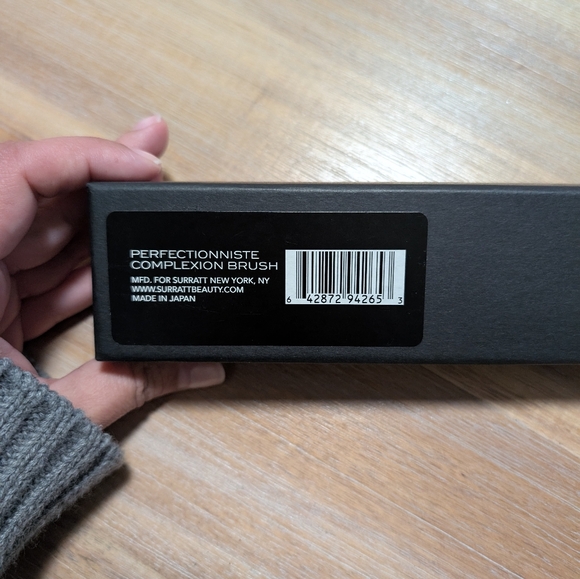 PERFECTIONNISTE
COMPLEXION BRUSH
MFD. FOR SURRATT NEW YORK, NY
WWW.SURRATTBEAUTY.COM
MADE IN JAPAN
6 42872 94265 3